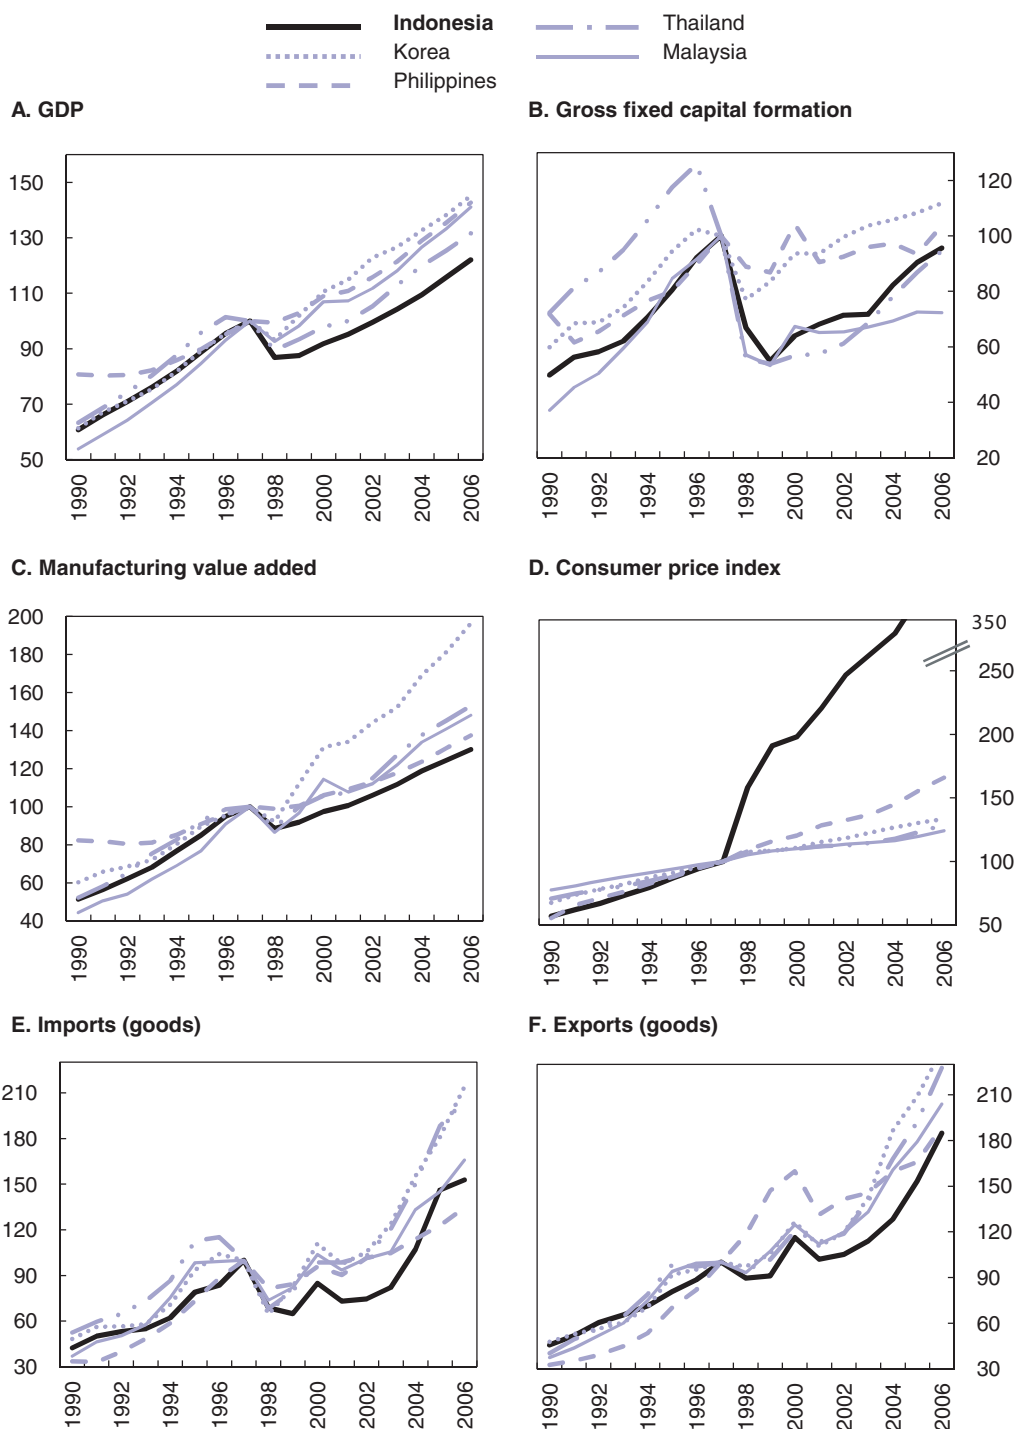 Indonesia Thailand
Korea Malaysia
Philippines
A. GDP
150
130
110
90
70
50
1990 1992 1994 1996 1998 2000 2002 2004 2006
B. Gross fixed capital formation
120
100
80
60
40
20
1990 1992 1994 1996 1998 2000 2002 2004 2006
C. Manufacturing value added
200
180
160
140
120
100
80
60
40
1990 1992 1994 1996 1998 2000 2002 2004 2006
D. Consumer price index
350
250
200
150
100
50
1990 1992 1994 1996 1998 2000 2002 2004 2006
E. Imports (goods)
210
180
150
120
90
60
30
1990 1992 1994 1996 1998 2000 2002 2004 2006
F. Exports (goods)
210
180
150
120
90
60
30
1990 1992 1994 1996 1998 2000 2002 2004 2006